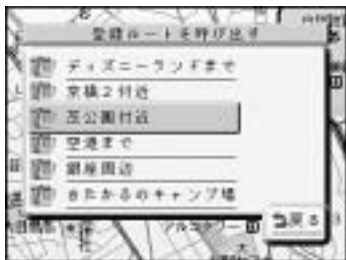 登録ルートを呼び出す
ディズニーランドまで
京橋2付近
芝公園付近
空港まで
銀座周辺
きたかるのキャンプ場
戻る